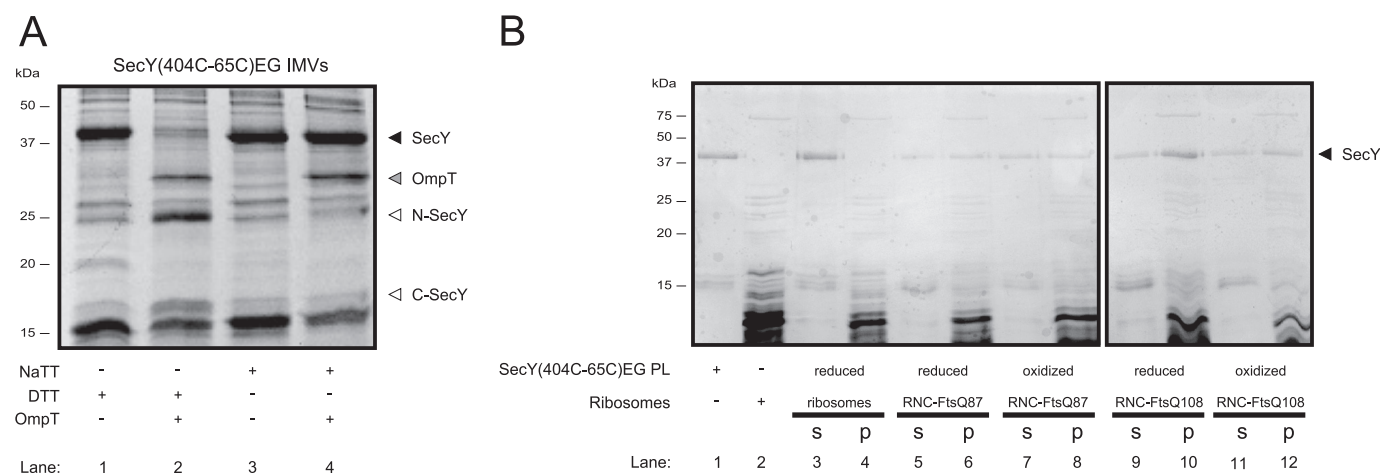 A
SecY(404C-65C)EG IMVs
kDa
50
37
25
20
15
SecY
OmpT
N-SecY
C-SecY
NaTT - - + +
DTT + + - -
OmpT - + - +
Lane: 1 2 3 4
B
kDa
75
50
37
25
20
15
SecY
SecY(404C-65C)EG PL + - reduced reduced oxidized reduced oxidized
Ribosomes - + ribosomes RNC-FtsQ87 RNC-FtsQ87 RNC-FtsQ108 RNC-FtsQ108
s p s p s p s p s p
Lane: 1 2 3 4 5 6 7 8 9 10 11 12